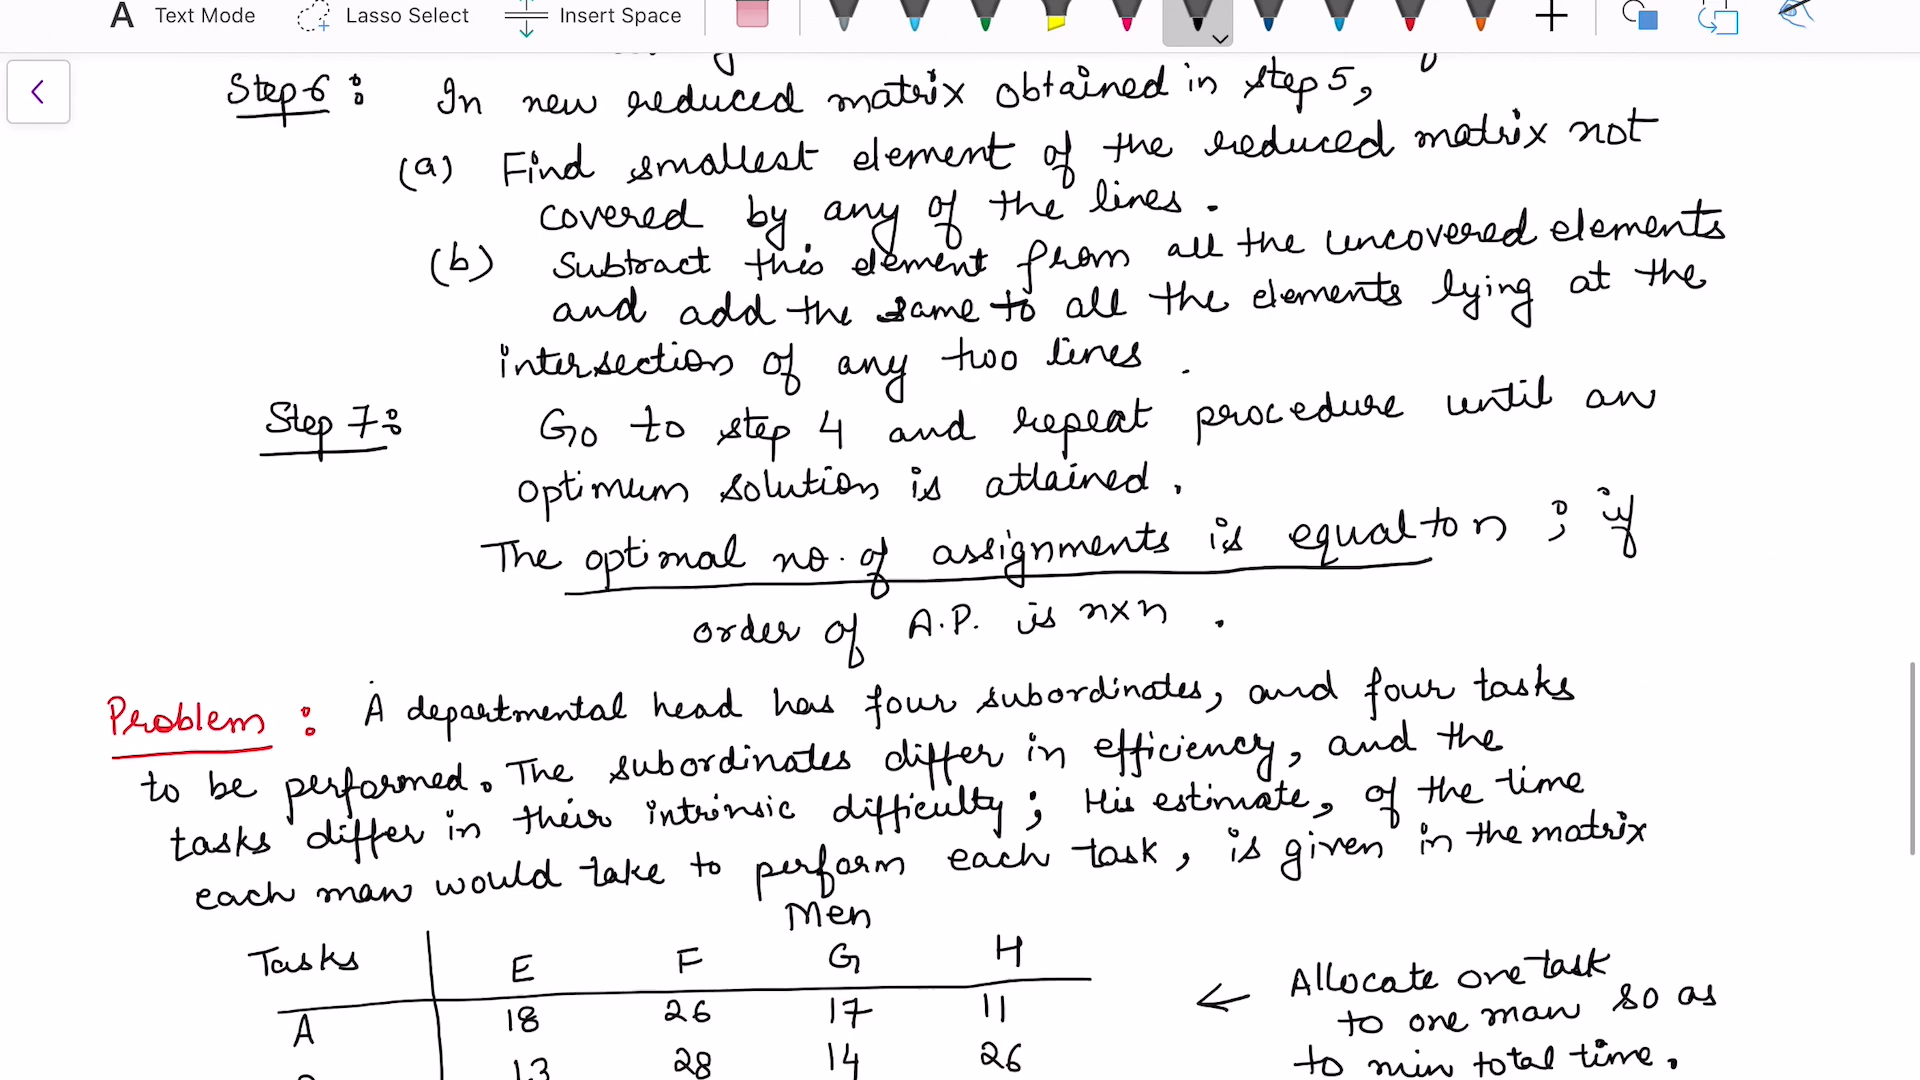 Text Mode Lasso Select Insert Space
Step 6 : In new reduced matrix obtained in step 5,
(a) Find smallest element of the reduced matrix not
covered by any of the lines.
(b) Subtract this element from all the uncovered elements
and add the same to all the elements lying at the
intersection of any two lines.
Step 7: Go to step 4 and repeat procedure until an
optimum solution is attained.
The optimal no. of assignments is equal to n ; if
order of A.P. is n×n .
Problem : A departmental head has four subordinates, and four tasks
to be performed. The subordinates differ in efficiency, and the
tasks differ in their intrinsic difficulty; His estimate, of the time
each man would take to perform each task, is given in the matrix
Men
Tasks E F G H
A 18 26 17 11
13 28 14 26
← Allocate one task
to one man so as
to min total time.